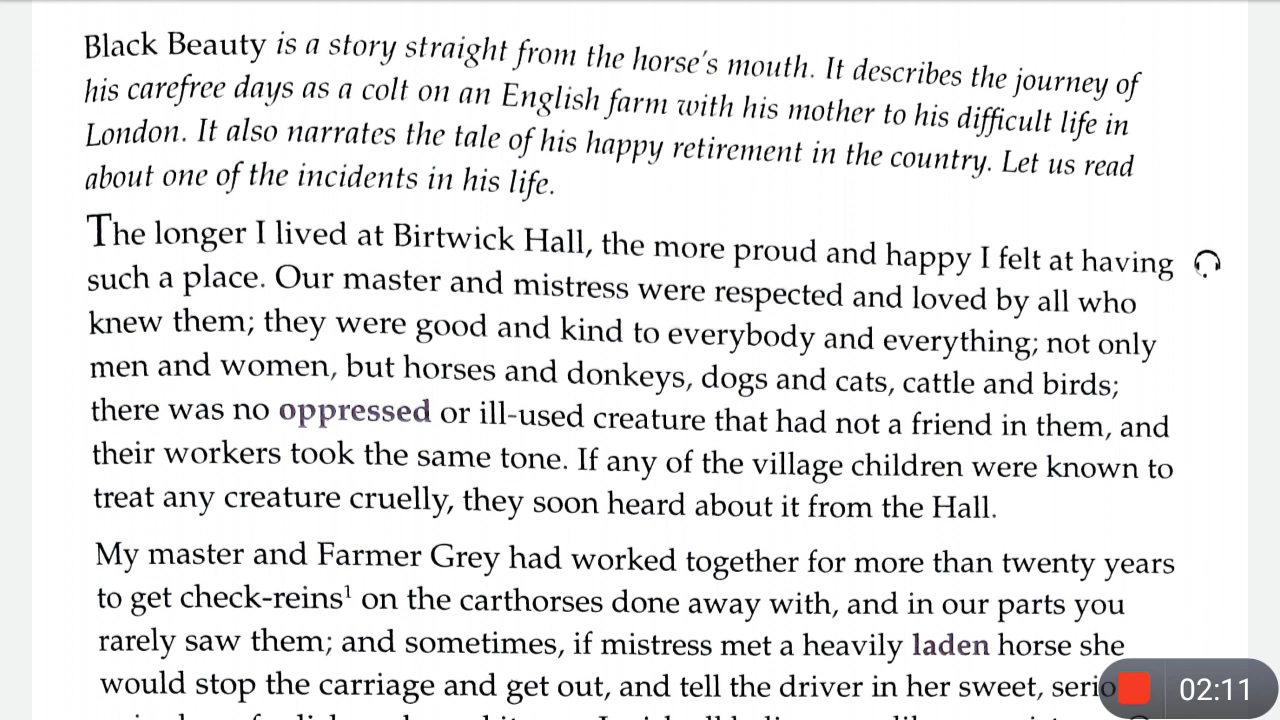 Black Beauty is a story straight from the horse's mouth. It describes the journey of
his carefree days as a colt on an English farm with his mother to his difficult life in
London. It also narrates the tale of his happy retirement in the country. Let us read
about one of the incidents in his life.
The longer I lived at Birtwick Hall, the more proud and happy I felt at having
such a place. Our master and mistress were respected and loved by all who
knew them; they were good and kind to everybody and everything; not only
men and women, but horses and donkeys, dogs and cats, cattle and birds;
there was no oppressed or ill-used creature that had not a friend in them, and
their workers took the same tone. If any of the village children were known to
treat any creature cruelly, they soon heard about it from the Hall.
My master and Farmer Grey had worked together for more than twenty years
to get check-reins¹ on the carthorses done away with, and in our parts you
rarely saw them; and sometimes, if mistress met a heavily laden horse she
would stop the carriage and get out, and tell the driver in her sweet,
02:11